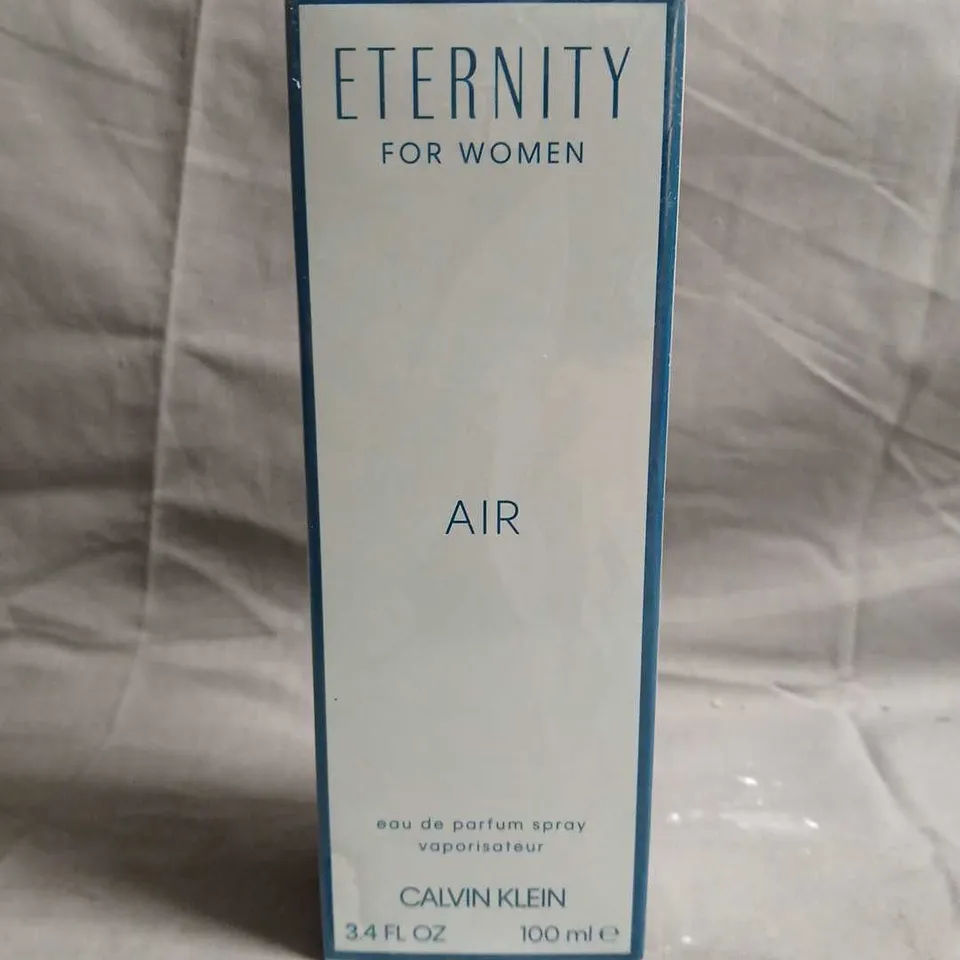 ETERNITY
FOR WOMEN
AIR
eau de parfum spray
vaporisateur
CALVIN KLEIN
3.4 FL OZ 100 ml ℮